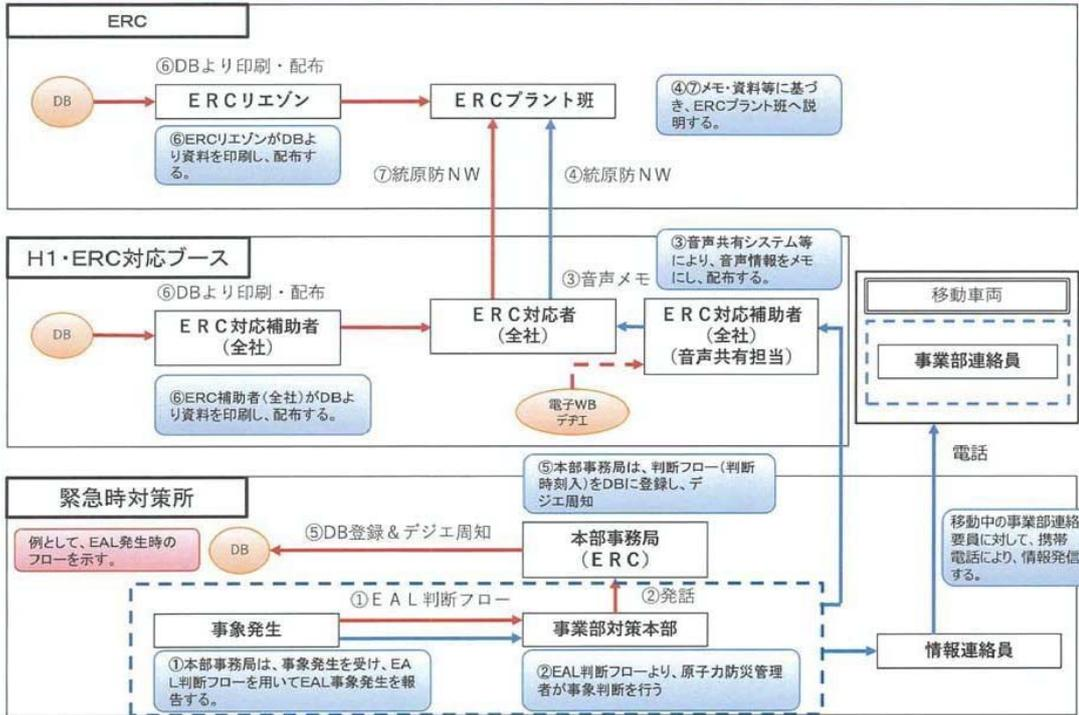 ERC
⑥DBより印刷・配布
DB
ERCリエゾン
ERCプラント班
④⑦メモ・資料等に基づ
き、ERCプラント班へ説
明する。
⑥ERCリエゾンがDBよ
り資料を印刷し、配布す
る。
⑦統原防NW
④統原防NW
H1・ERC対応ブース
③音声共有システム等
により、音声情報をメモ
にし、配布する。
⑥DBより印刷・配布
③音声メモ
DB
ERC対応補助者
(全社)
ERC対応者
(全社)
ERC対応補助者
(全社)
(音声共有担当)
移動車両
事業部連絡員
⑥ERC補助者(全社)がDBよ
り資料を印刷し、配布する。
電子WB
デヂエ
電話
緊急時対策所
⑤本部事務局は、判断フロー(判断
時刻入)をDBに登録し、デ
ジエ周知
例として、EAL発生時の
フローを示す。
DB
⑤DB登録&デジエ周知
本部事務局
(ERC)
移動中の事業部連絡
要員に対して、携帯
電話により、情報発信
する。
①EAL判断フロー
②発話
事象発生
事業部対策本部
情報連絡員
①本部事務局は、事象発生を受け、EA
L判断フローを用いてEAL事象発生を報
告する。
②EAL判断フローより、原子力防災管理
者が事象判断を行う